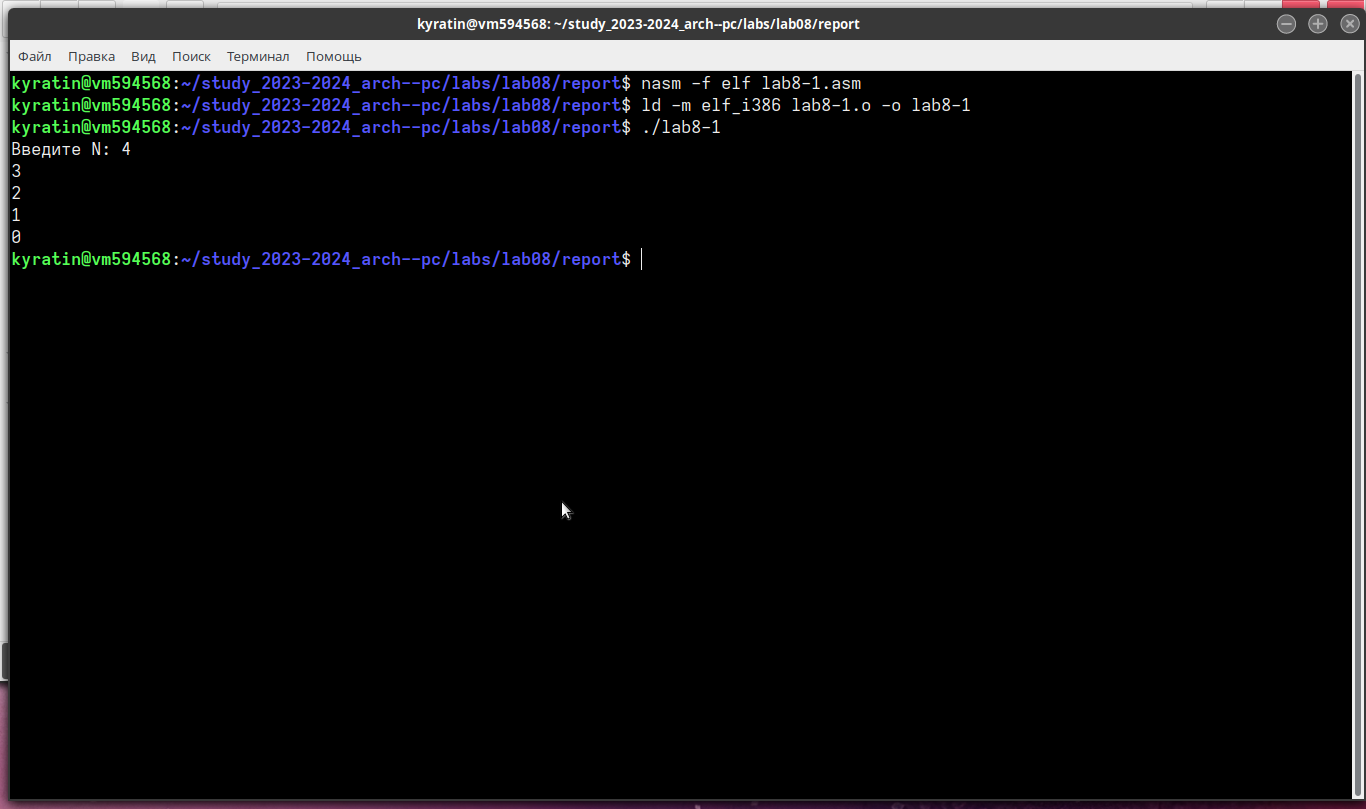 kyratin@vm594568: ~/study_2023-2024_arch--pc/labs/lab08/report
Файл Правка Вид Поиск Терминал Помощь
kyratin@vm594568:~/study_2023-2024_arch--pc/labs/lab08/report$ nasm -f elf lab8-1.asm
kyratin@vm594568:~/study_2023-2024_arch--pc/labs/lab08/report$ ld -m elf_i386 lab8-1.o -o lab8-1
kyratin@vm594568:~/study_2023-2024_arch--pc/labs/lab08/report$ ./lab8-1
Введите N: 4
3
2
1
0
kyratin@vm594568:~/study_2023-2024_arch--pc/labs/lab08/report$